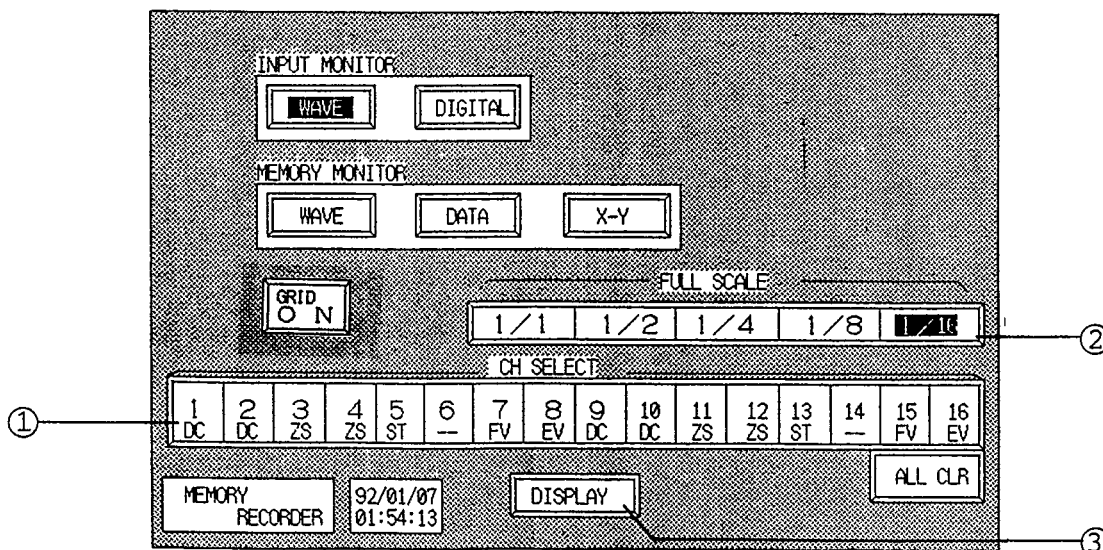 INPUT MONITOR
WAVE DIGITAL
MEMORY MONITOR
WAVE DATA X-Y
GRID
O N
FULL SCALE
1/1 1/2 1/4 1/8 1/16
②
CH SELECT
①
1 2 3 4 5 6 7 8 9 10 11 12 13 14 15 16
DC DC ZS ZS ST -- FV EV DC DC ZS ZS ST -- FV EV
ALL CLR
MEMORY
RECORDER
92/01/07
01:54:13
DISPLAY
③